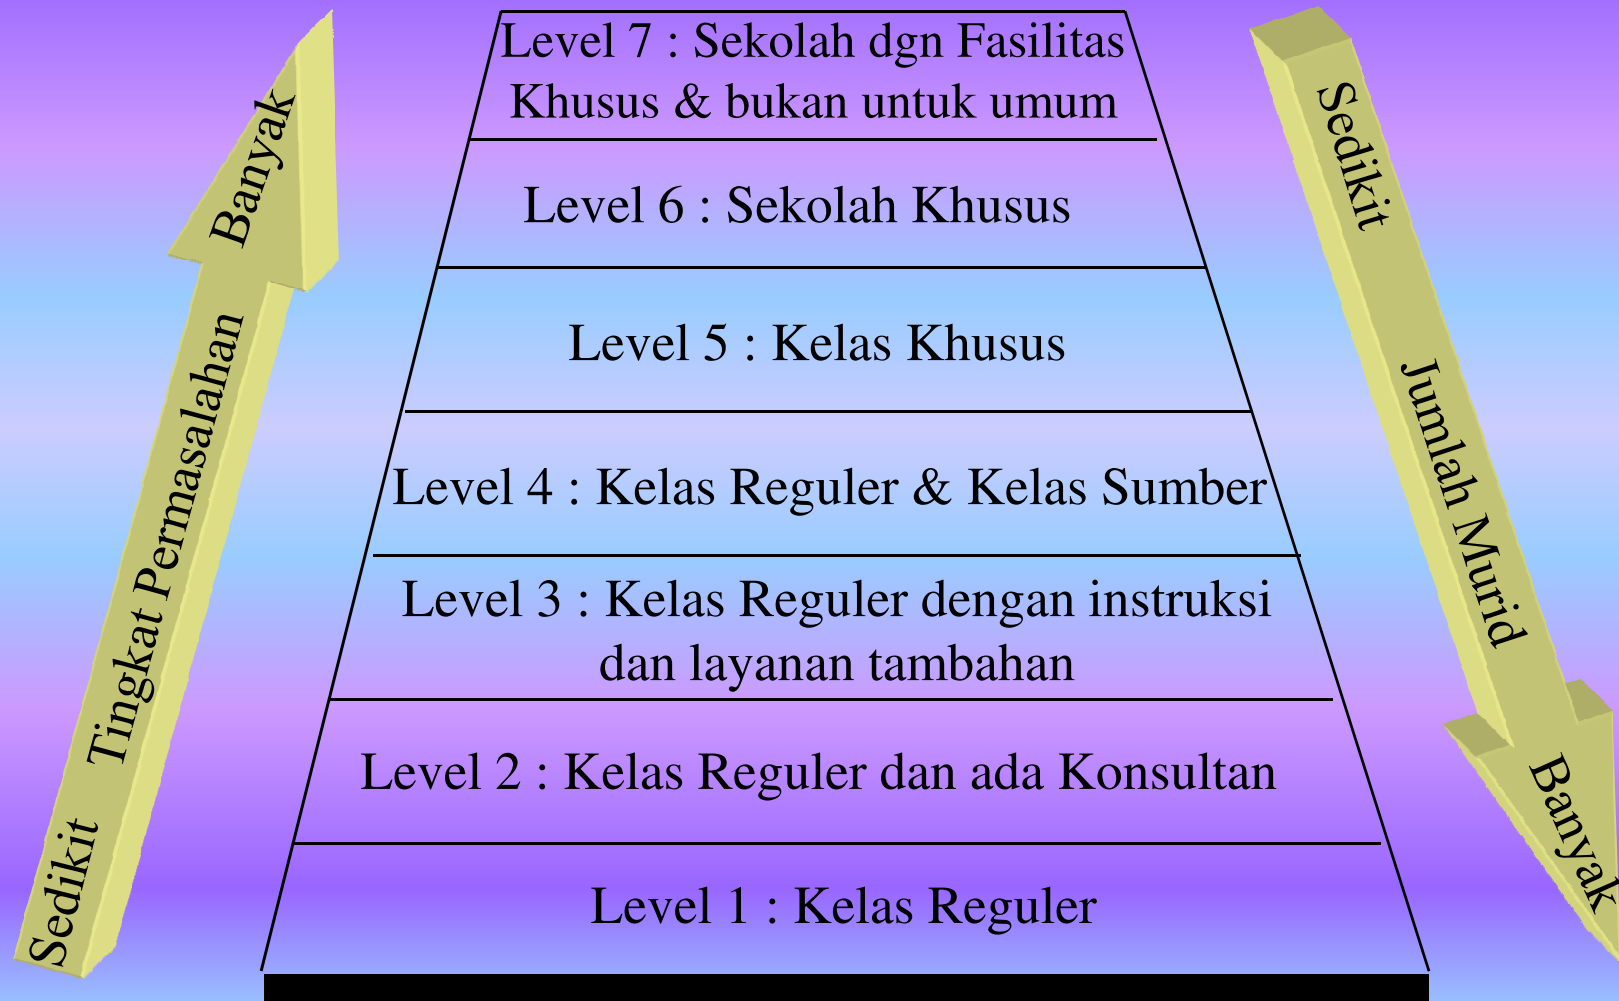 Level 7 : Sekolah dgn Fasilitas
Khusus & bukan untuk umum
Level 6 : Sekolah Khusus
Level 5 : Kelas Khusus
Level 4 : Kelas Reguler & Kelas Sumber
Level 3 : Kelas Reguler dengan instruksi
dan layanan tambahan
Level 2 : Kelas Reguler dan ada Konsultan
Level 1 : Kelas Reguler
Sedikit Tingkat Permasalahan Banyak
Sedikit Jumlah Murid Banyak